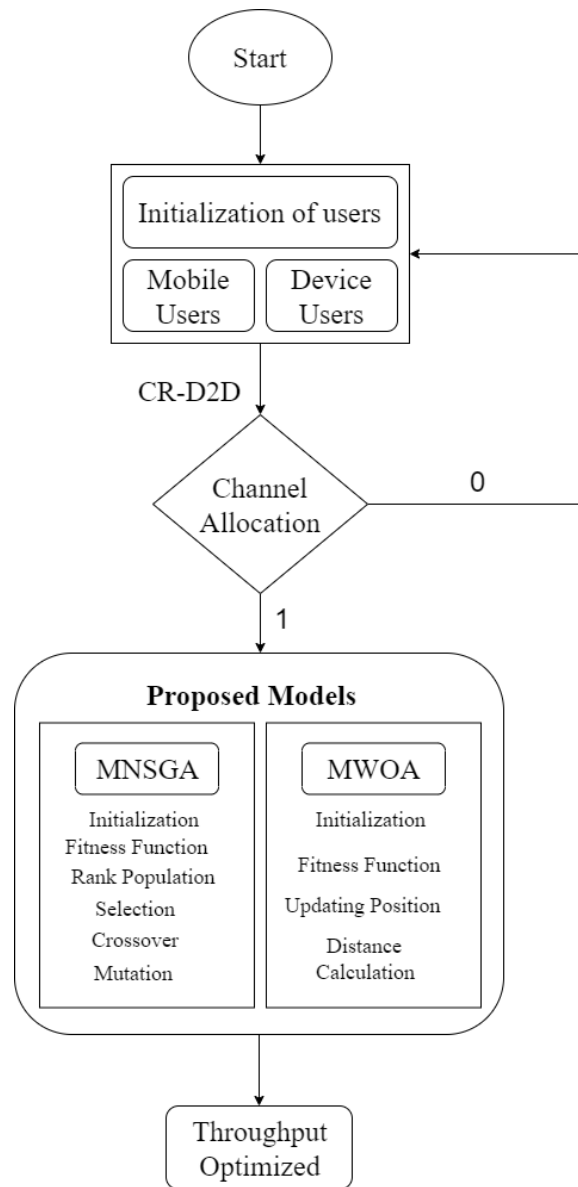 Start
Initialization of users
Mobile
Users
Device
Users
CR-D2D
Channel
Allocation
0
1
Proposed Models
MNSGA
Initialization
Fitness Function
Rank Population
Selection
Crossover
Mutation
MWOA
Initialization
Fitness Function
Updating Position
Distance
Calculation
Throughput
Optimized